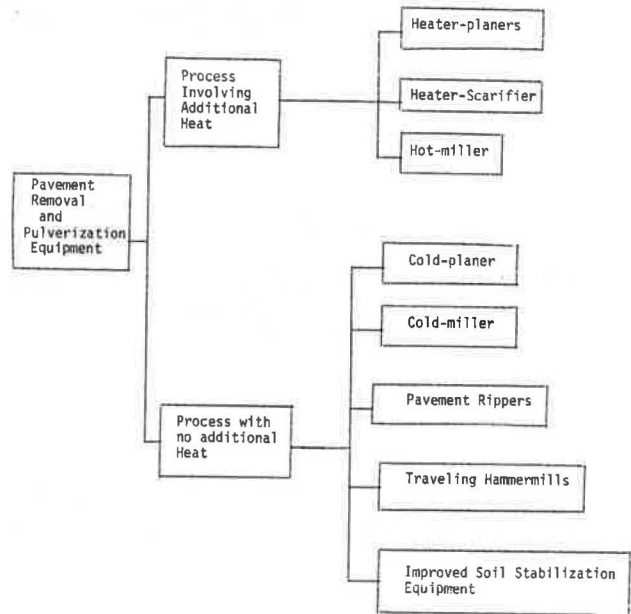 Pavement
Removal
and
Pulverization
Equipment
Process
Involving
Additional
Heat
Heater-planers
Heater-Scarifier
Hot-miller
Process with
no additional
Heat
Cold-planer
Cold-miller
Pavement Rippers
Traveling Hammermills
Improved Soil Stabilization
Equipment